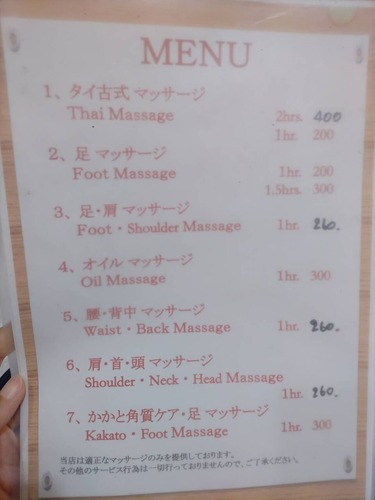 MENU
1、タイ古式 マッサージ
Thai Massage 2hrs. 400
1hr. 200
2、足 マッサージ
Foot Massage 1hr. 200
1.5hrs. 300
3、足・肩 マッサージ
Foot・Shoulder Massage 1hr. 260.
4、オイル マッサージ
Oil Massage 1hr. 300
5、腰・背中 マッサージ
Waist・Back Massage 1hr. 260.
6、肩・首・頭 マッサージ
Shoulder・Neck・Head Massage
1hr. 260.
7、かかと角質ケア・足 マッサージ
Kakato・Foot Massage 1hr. 300
当店は適正なマッサージのみを提供しております。
その他のサービス行為は一切行っておりませんので、ご了承ください。